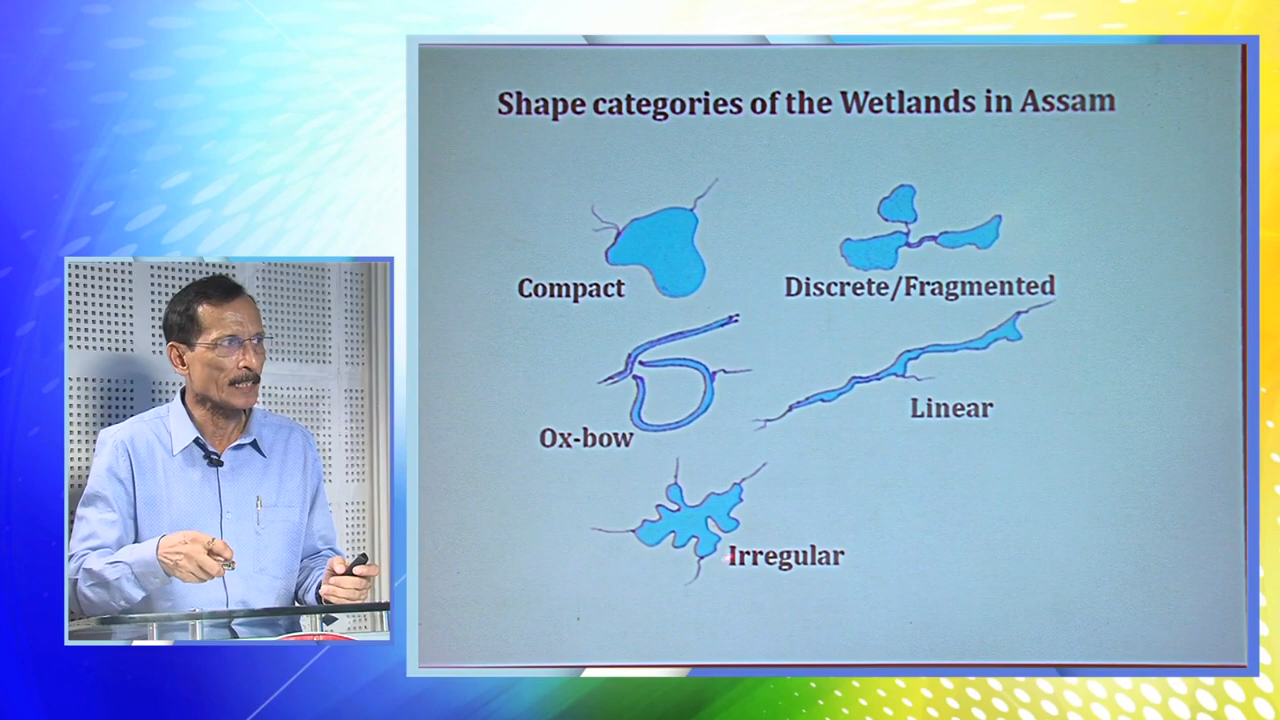 Shape categories of the Wetlands in Assam
Compact
Discrete/Fragmented
Linear
Ox-bow
Irregular